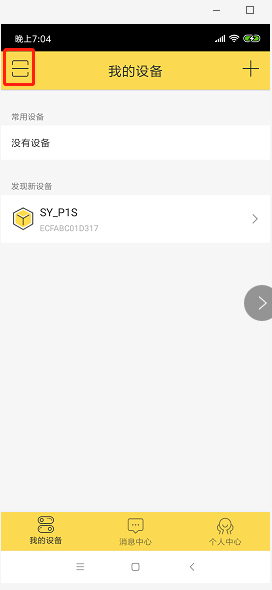 晚上7:04
我的设备
常用设备
没有设备
发现新设备
SY_P1S
ECFABC01D317
我的设备
消息中心
个人中心